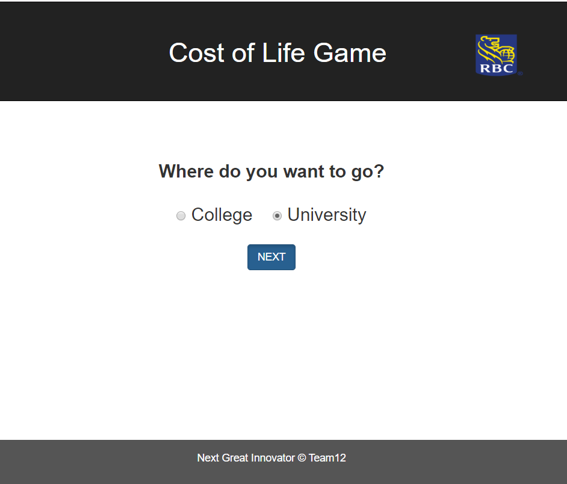 Cost of Life Game
RBC
Where do you want to go?
College University
NEXT
Next Great Innovator © Team12